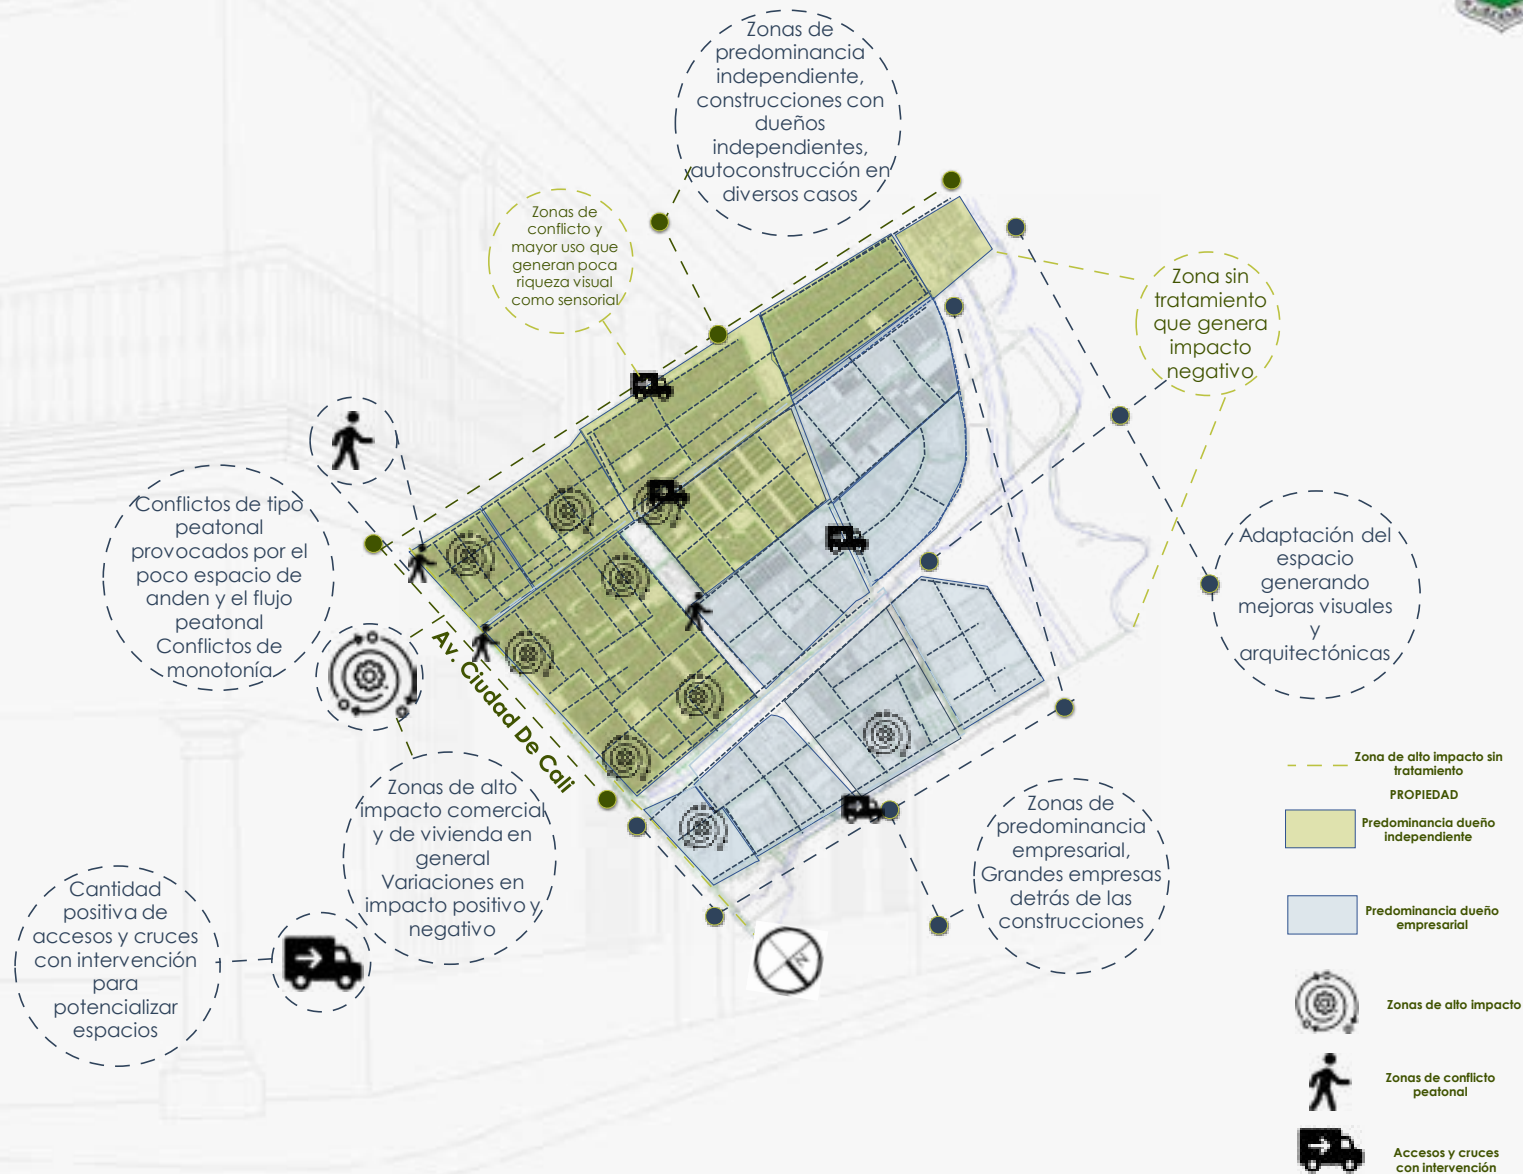 Zonas de
predominancia
independiente,
construcciones con
dueños
independientes,
autoconstrucción en
diversos casos
Zonas de
conflicto y
mayor uso que
generan poca
riqueza visual
como sensorial
Zona sin
tratamiento
que genera
impacto
negativo
Conflictos de tipo
peatonal
provocados por el
poco espacio de
anden y el flujo
peatonal
Conflictos de
monotonía
Adaptación del
espacio
generando
mejoras visuales
y
arquitectónicas
Av. Ciudad De Cali
Zonas de alto
impacto comercial
y de vivienda en
general
Variaciones en
impacto positivo y
negativo
Zonas de
predominancia
empresarial,
Grandes empresas
detrás de las
construcciones
Cantidad
positiva de
accesos y cruces
con intervención
para
potencializar
espacios
N
Zona de alto impacto sin
tratamiento
PROPIEDAD
Predominancia dueño
independiente
Predominancia dueño
empresarial
Zonas de alto impacto
Zonas de conflicto
peatonal
Accesos y cruces
con intervención